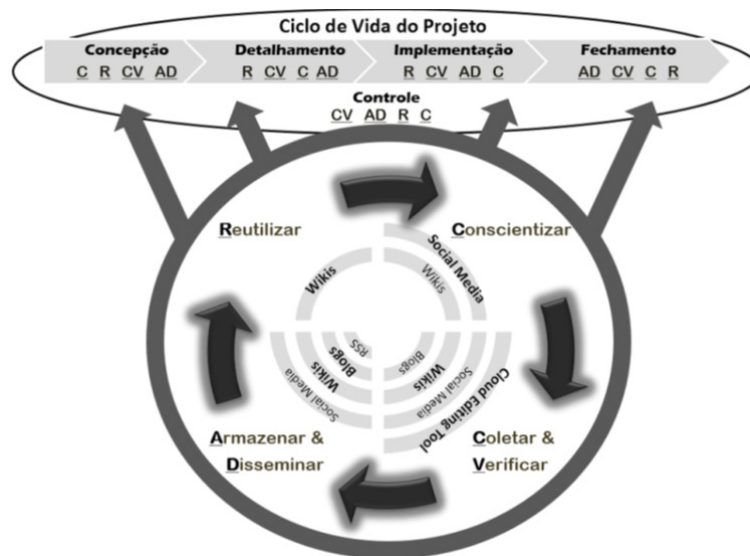 Ciclo de Vida do Projeto
Concepção Detalhamento Implementação Fechamento
C R CV AD R CV C AD R CV AD C AD CV C R
Controle
CV AD R C
Reutilizar Conscientizar
Social Media
Wikis Wikis
RSS
Blogs Blogs
Wikis Wikis
Social Media Social Media
Cloud Editing Tool
Armazenar & Coletar &
Disseminar Verificar